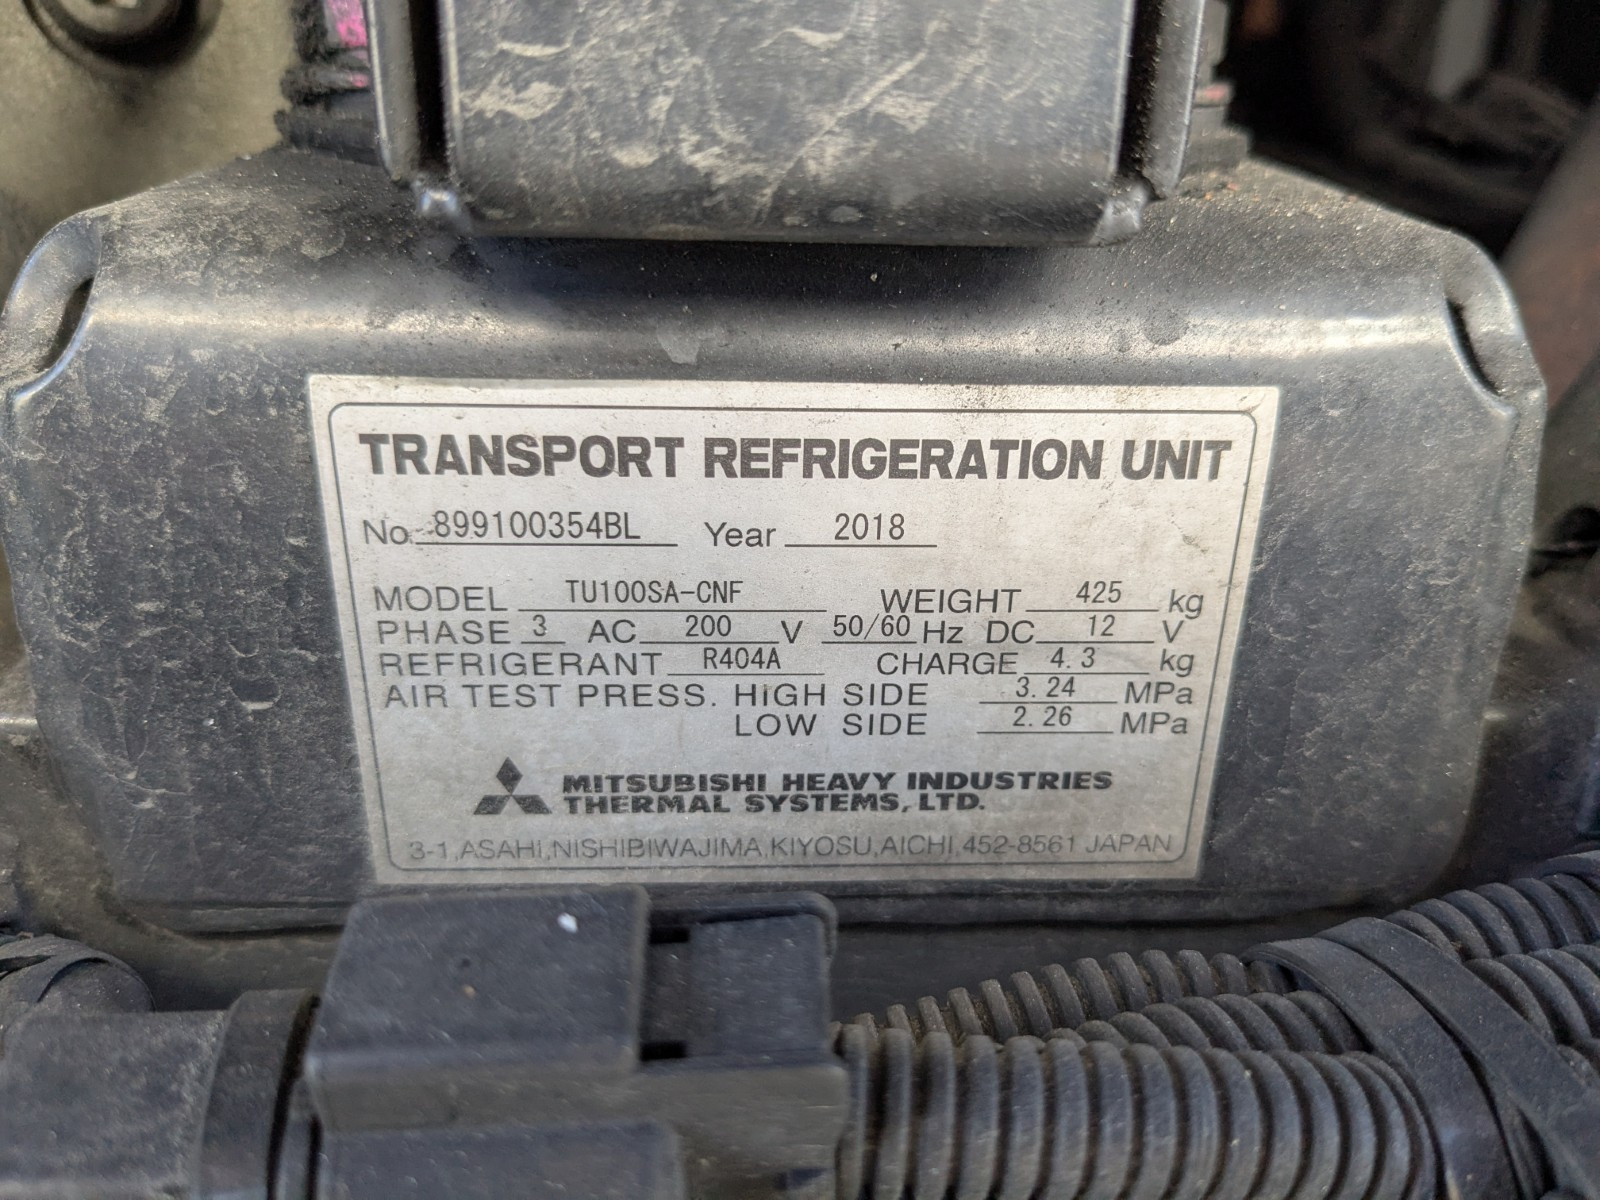 TRANSPORT REFRIGERATION UNIT
No. 899100354BL Year 2018
MODEL TU100SA-CNF WEIGHT 425 kg
PHASE 3 AC 200 V 50/60 Hz DC 12 V
REFRIGERANT R404A CHARGE 4.3 kg
AIR TEST PRESS. HIGH SIDE 3.24 MPa
LOW SIDE 2.26 MPa
MITSUBISHI HEAVY INDUSTRIES
THERMAL SYSTEMS, LTD.
3-1,ASAHI,NISHIBIWAJIMA,KIYOSU,AICHI,452-8561 JAPAN